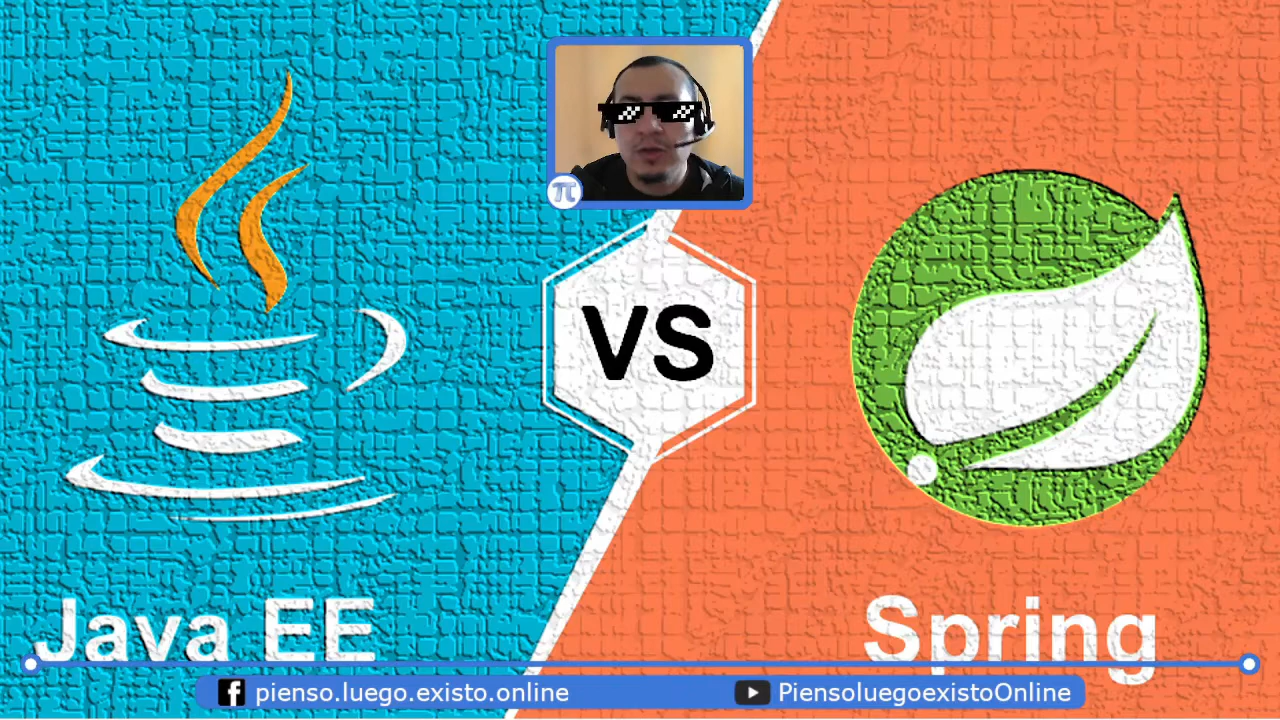 π
VS
Java EE
Spring
pienso.luego.existo.online
PiensoluegoexistoOnline